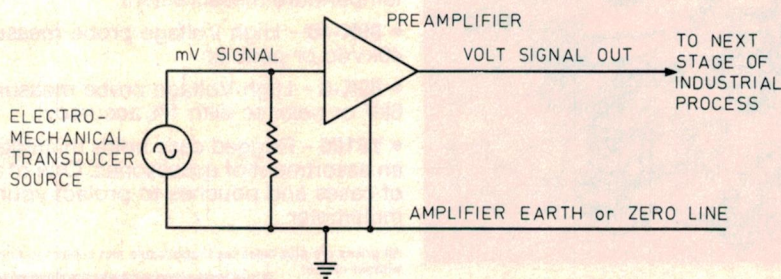 PREAMPLIFIER
mV SIGNAL
VOLT SIGNAL OUT
TO NEXT
STAGE OF
INDUSTRIAL
PROCESS
ELECTRO-
MECHANICAL
TRANSDUCER
SOURCE
AMPLIFIER EARTH or ZERO LINE